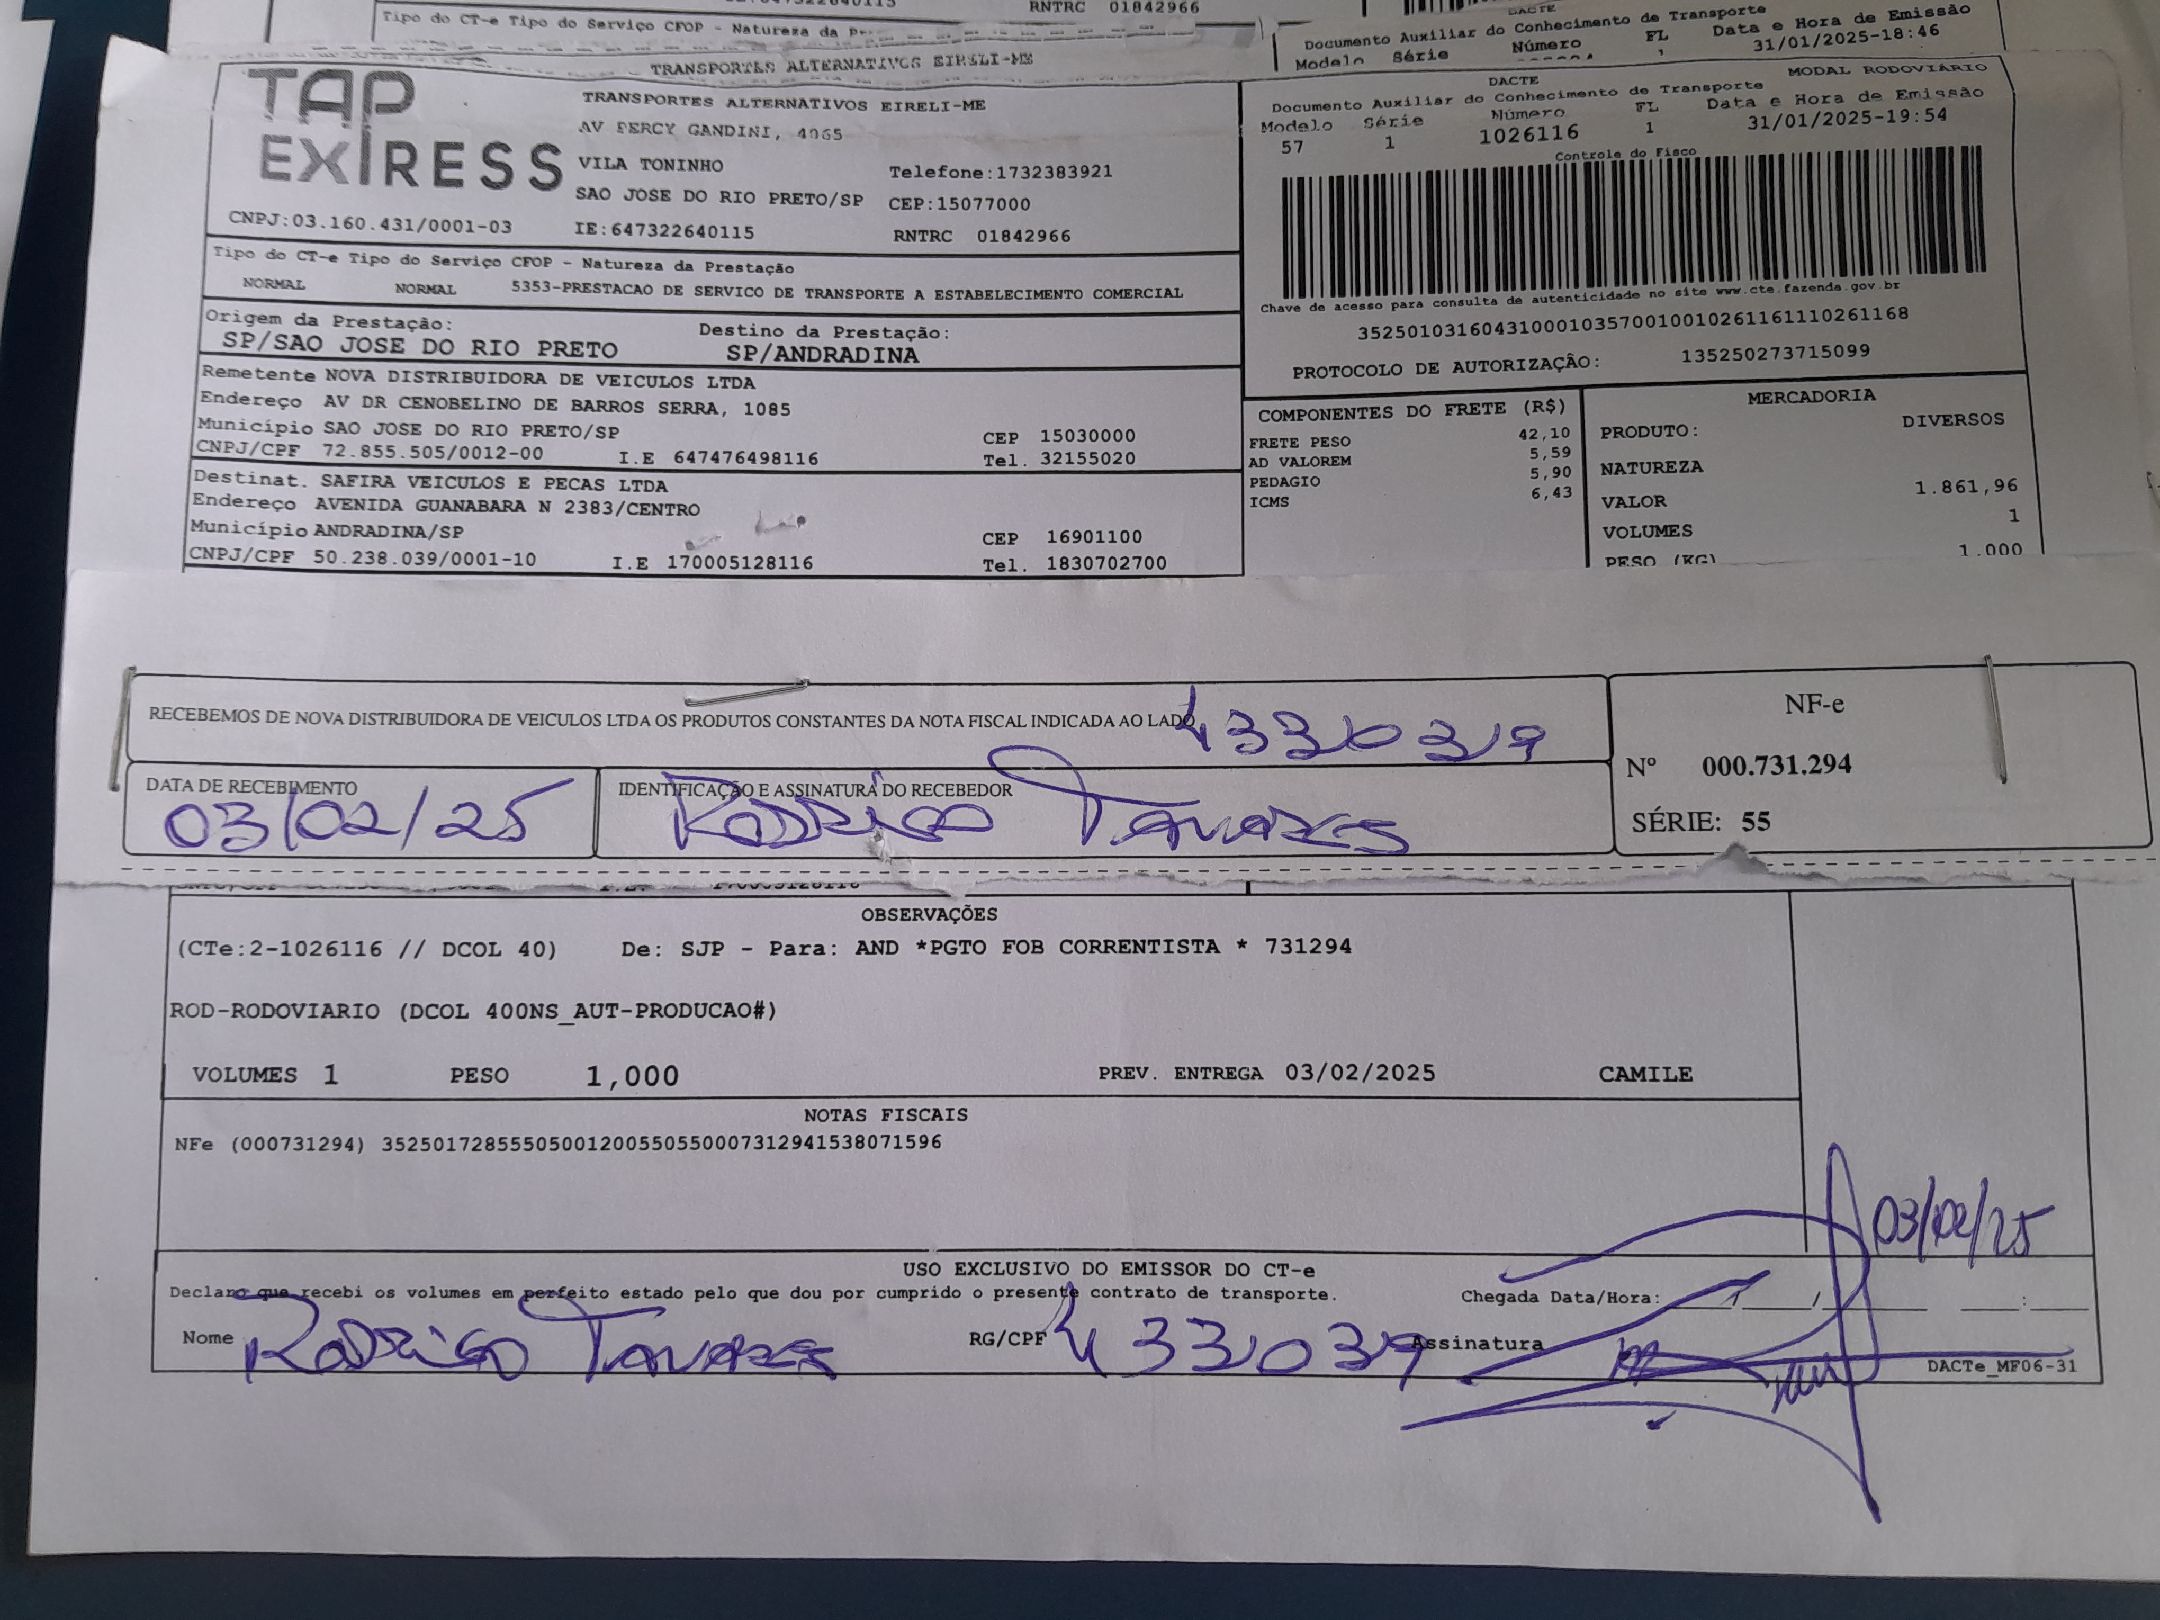 RNTRC 01842966
Tipo do CT-e Tipo do Serviço CFOP - Natureza da
DACTE
Documento Auxiliar do Conhecimento de Transporte
Modelo Série Número FL Data e Hora de Emissão
31/01/2025-18:46
TRANSPORTES ALTERNATIVOS EIRELI-ME
TAP
EXPRESS
TRANSPORTES ALTERNATIVOS EIRELI-ME
AV PERCY GANDINI, 4065
VILA TONINHO Telefone:1732383921
SAO JOSE DO RIO PRETO/SP CEP:15077000
CNPJ:03.160.431/0001-03 IE:647322640115 RNTRC 01842966
DACTE MODAL RODOVIÁRIO
Documento Auxiliar do Conhecimento de Transporte
Modelo Série Número FL Data e Hora de Emissão
57 1 1026116 1 31/01/2025-19:54
Controle do Fisco
Chave de acesso para consulta de autenticidade no site www.cte.fazenda.gov.br
35250103160431000103570010010261161110261168
PROTOCOLO DE AUTORIZAÇÃO: 135250273715099
Tipo do CT-e Tipo do Serviço CFOP - Natureza da Prestação
NORMAL NORMAL 5353-PRESTACAO DE SERVICO DE TRANSPORTE A ESTABELECIMENTO COMERCIAL
Origem da Prestação: Destino da Prestação:
SP/SAO JOSE DO RIO PRETO SP/ANDRADINA
Remetente NOVA DISTRIBUIDORA DE VEICULOS LTDA
Endereço AV DR CENOBELINO DE BARROS SERRA, 1085
Município SAO JOSE DO RIO PRETO/SP CEP 15030000
CNPJ/CPF 72.855.505/0012-00 I.E 647476498116 Tel. 32155020
Destinat. SAFIRA VEICULOS E PECAS LTDA
Endereço AVENIDA GUANABARA N 2383/CENTRO
Município ANDRADINA/SP CEP 16901100
CNPJ/CPF 50.238.039/0001-10 I.E 170005128116 Tel. 1830702700
COMPONENTES DO FRETE (R$)
FRETE PESO 42,10
AD VALOREM 5,59
PEDAGIO 5,90
ICMS 6,43
MERCADORIA
PRODUTO: DIVERSOS
NATUREZA
VALOR 1.861,96
VOLUMES 1
PESO (KG) 1,000
RECEBEMOS DE NOVA DISTRIBUIDORA DE VEICULOS LTDA OS PRODUTOS CONSTANTES DA NOTA FISCAL INDICADA AO LADO 4330319
DATA DE RECEBIMENTO IDENTIFICAÇÃO E ASSINATURA DO RECEBEDOR
03/02/25 Rodrigo Tavares
NF-e
Nº 000.731.294
SÉRIE: 55
OBSERVAÇÕES
(CTe:2-1026116 // DCOL 40) De: SJP - Para: AND *PGTO FOB CORRENTISTA * 731294
ROD-RODOVIARIO (DCOL 400NS_AUT-PRODUCAO#)
VOLUMES 1 PESO 1,000 PREV. ENTREGA 03/02/2025 CAMILE
NOTAS FISCAIS
NFe (000731294) 35250172855505001200550550007312941538071596
03/02/25
USO EXCLUSIVO DO EMISSOR DO CT-e
Declaro que recebi os volumes em perfeito estado pelo que dou por cumprido o presente contrato de transporte. Chegada Data/Hora: / / :
Nome Rodrigo Tavares RG/CPF 4330319 Assinatura
DACTe_MF06-31